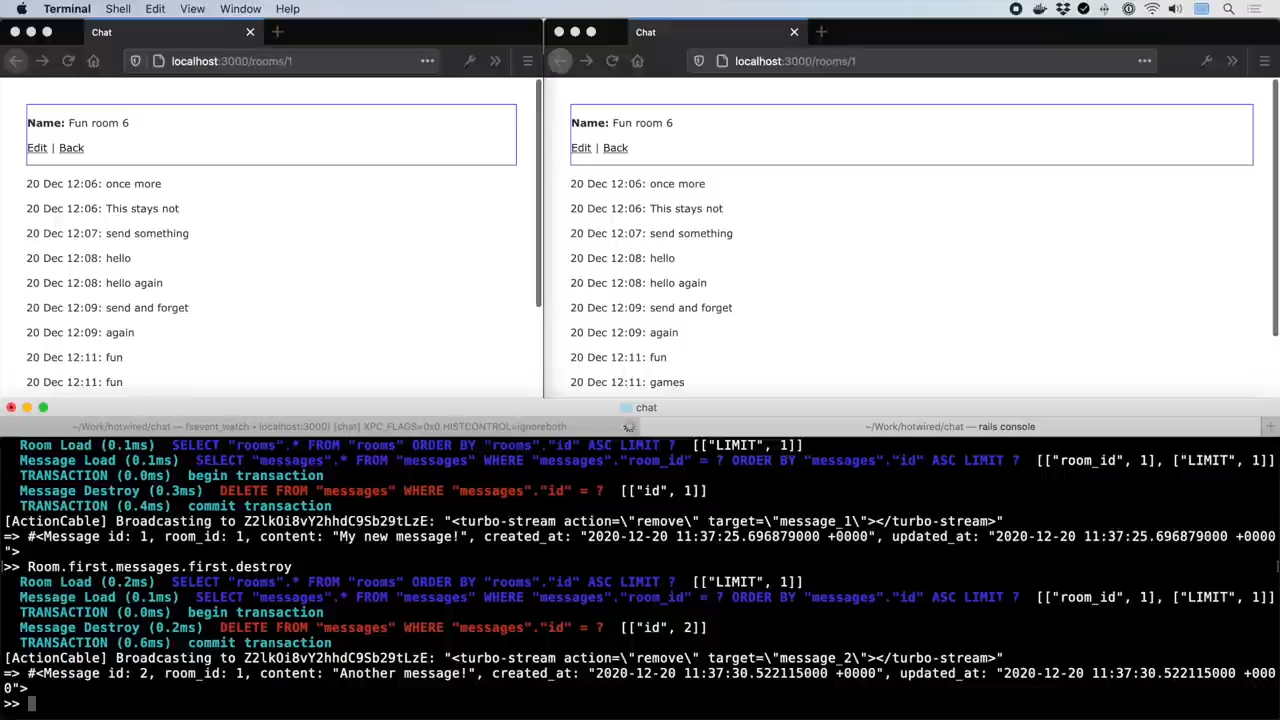 Terminal Shell Edit View Window Help
Chat
localhost:3000/rooms/1
Name: Fun room 6
Edit | Back
20 Dec 12:06: once more
20 Dec 12:06: This stays not
20 Dec 12:07: send something
20 Dec 12:08: hello
20 Dec 12:08: hello again
20 Dec 12:09: send and forget
20 Dec 12:09: again
20 Dec 12:11: fun
20 Dec 12:11: fun
Chat
localhost:3000/rooms/1
Name: Fun room 6
Edit | Back
20 Dec 12:06: once more
20 Dec 12:06: This stays not
20 Dec 12:07: send something
20 Dec 12:08: hello
20 Dec 12:08: hello again
20 Dec 12:09: send and forget
20 Dec 12:09: again
20 Dec 12:11: fun
20 Dec 12:11: games
chat
~/Work/hotwired/chat — fsevent_watch • localhost:3000) [chat] XPC_FLAGS=0x0 HISTCONTROL=ignoreboth
~/Work/hotwired/chat — rails console
Room Load (0.1ms) SELECT "rooms".* FROM "rooms" ORDER BY "rooms"."id" ASC LIMIT ? [["LIMIT", 1]]
Message Load (0.1ms) SELECT "messages".* FROM "messages" WHERE "messages"."room_id" = ? ORDER BY "messages"."id" ASC LIMIT ? [["room_id", 1], ["LIMIT", 1]]
TRANSACTION (0.0ms) begin transaction
Message Destroy (0.3ms) DELETE FROM "messages" WHERE "messages"."id" = ? [["id", 1]]
TRANSACTION (0.4ms) commit transaction
[ActionCable] Broadcasting to Z2lkOi8vY2hhdC9Sb29tLzE: "<turbo-stream action=\"remove\" target=\"message_1\"></turbo-stream>"
=> #<Message id: 1, room_id: 1, content: "My new message!", created_at: "2020-12-20 11:37:25.696879000 +0000", updated_at: "2020-12-20 11:37:25.696879000 +0000
">
>> Room.first.messages.first.destroy
Room Load (0.2ms) SELECT "rooms".* FROM "rooms" ORDER BY "rooms"."id" ASC LIMIT ? [["LIMIT", 1]]
Message Load (0.1ms) SELECT "messages".* FROM "messages" WHERE "messages"."room_id" = ? ORDER BY "messages"."id" ASC LIMIT ? [["room_id", 1], ["LIMIT", 1]]
TRANSACTION (0.0ms) begin transaction
Message Destroy (0.2ms) DELETE FROM "messages" WHERE "messages"."id" = ? [["id", 2]]
TRANSACTION (0.6ms) commit transaction
[ActionCable] Broadcasting to Z2lkOi8vY2hhdC9Sb29tLzE: "<turbo-stream action=\"remove\" target=\"message_2\"></turbo-stream>"
=> #<Message id: 2, room_id: 1, content: "Another message!", created_at: "2020-12-20 11:37:30.522115000 +0000", updated_at: "2020-12-20 11:37:30.522115000 +000
0">
>>